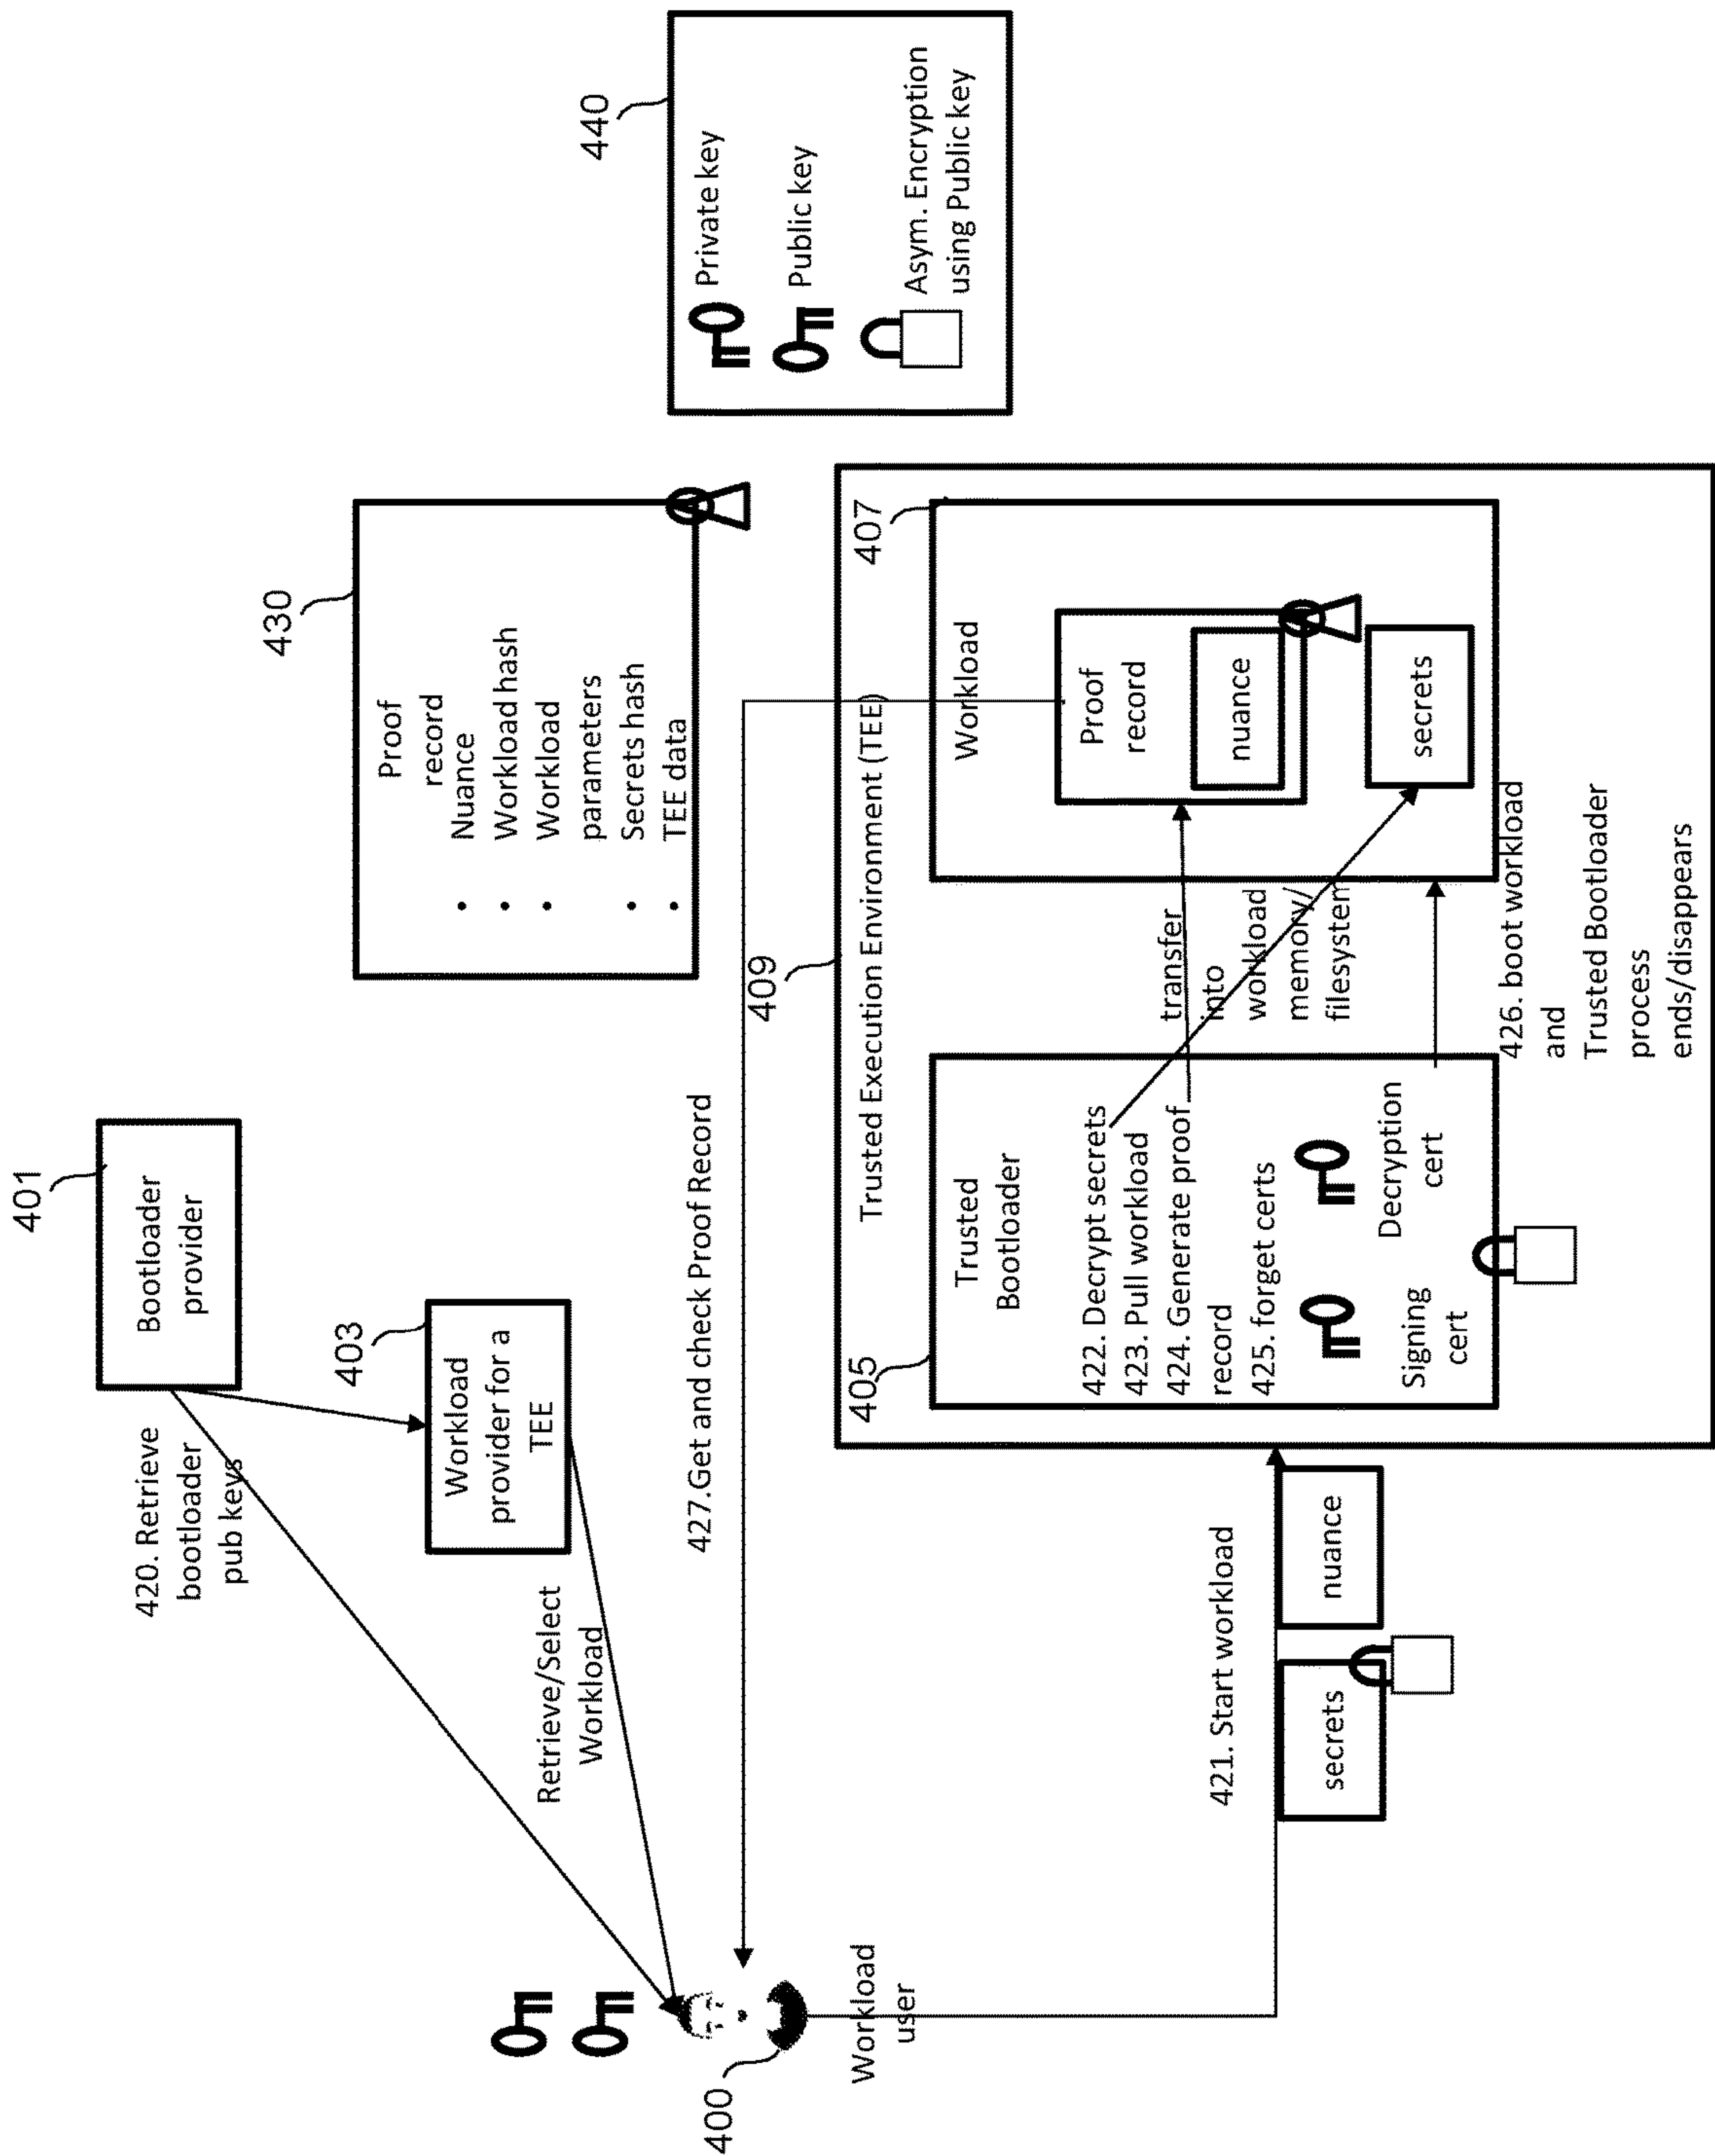 401
Bootloader
provider
420. Retrieve
bootloader
pub keys
403
Workload
provider for a
TEE
Retrieve/Select
Workload
400
Workload
user
427.Get and check Proof Record
421. Start workload
secrets
nuance
430
Proof
record
• Nuance
• Workload hash
• Workload
parameters
• Secrets hash
• TEE data
440
Private key
Public key
Asym. Encryption
using Public key
409
Trusted Execution Environment (TEE)
405
Trusted
Bootloader
422. Decrypt secrets
423. Pull workload
424. Generate proof
record
425. forget certs
Signing
cert
Decryption
cert
transfer
into
workload
memory/
filesystem
407
Workload
Proof
record
nuance
secrets
426. boot workload
and
Trusted Bootloader
process
ends/disappears